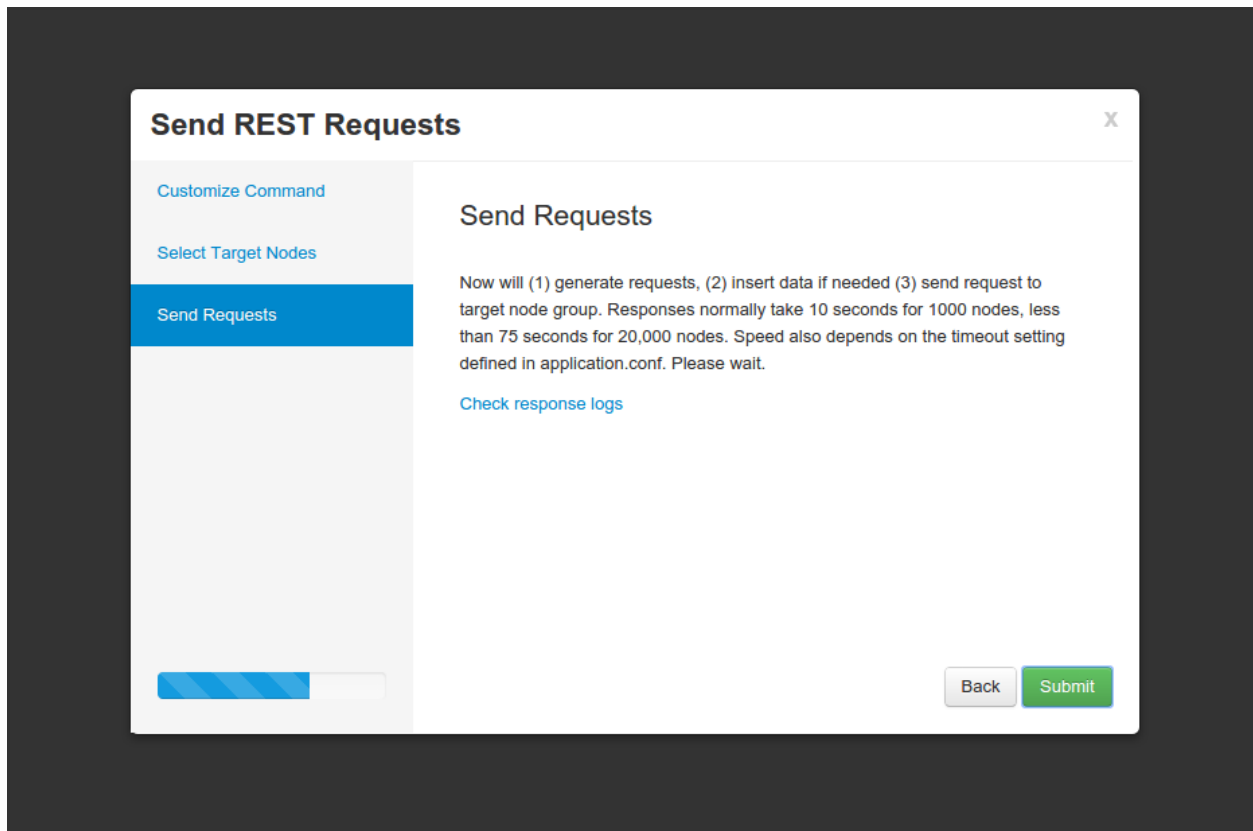 Send REST Requests
x
Customize Command
Select Target Nodes
Send Requests
Send Requests
Now will (1) generate requests, (2) insert data if needed (3) send request to
target node group. Responses normally take 10 seconds for 1000 nodes, less
than 75 seconds for 20,000 nodes. Speed also depends on the timeout setting
defined in application.conf. Please wait.
Check response logs
Back
Submit